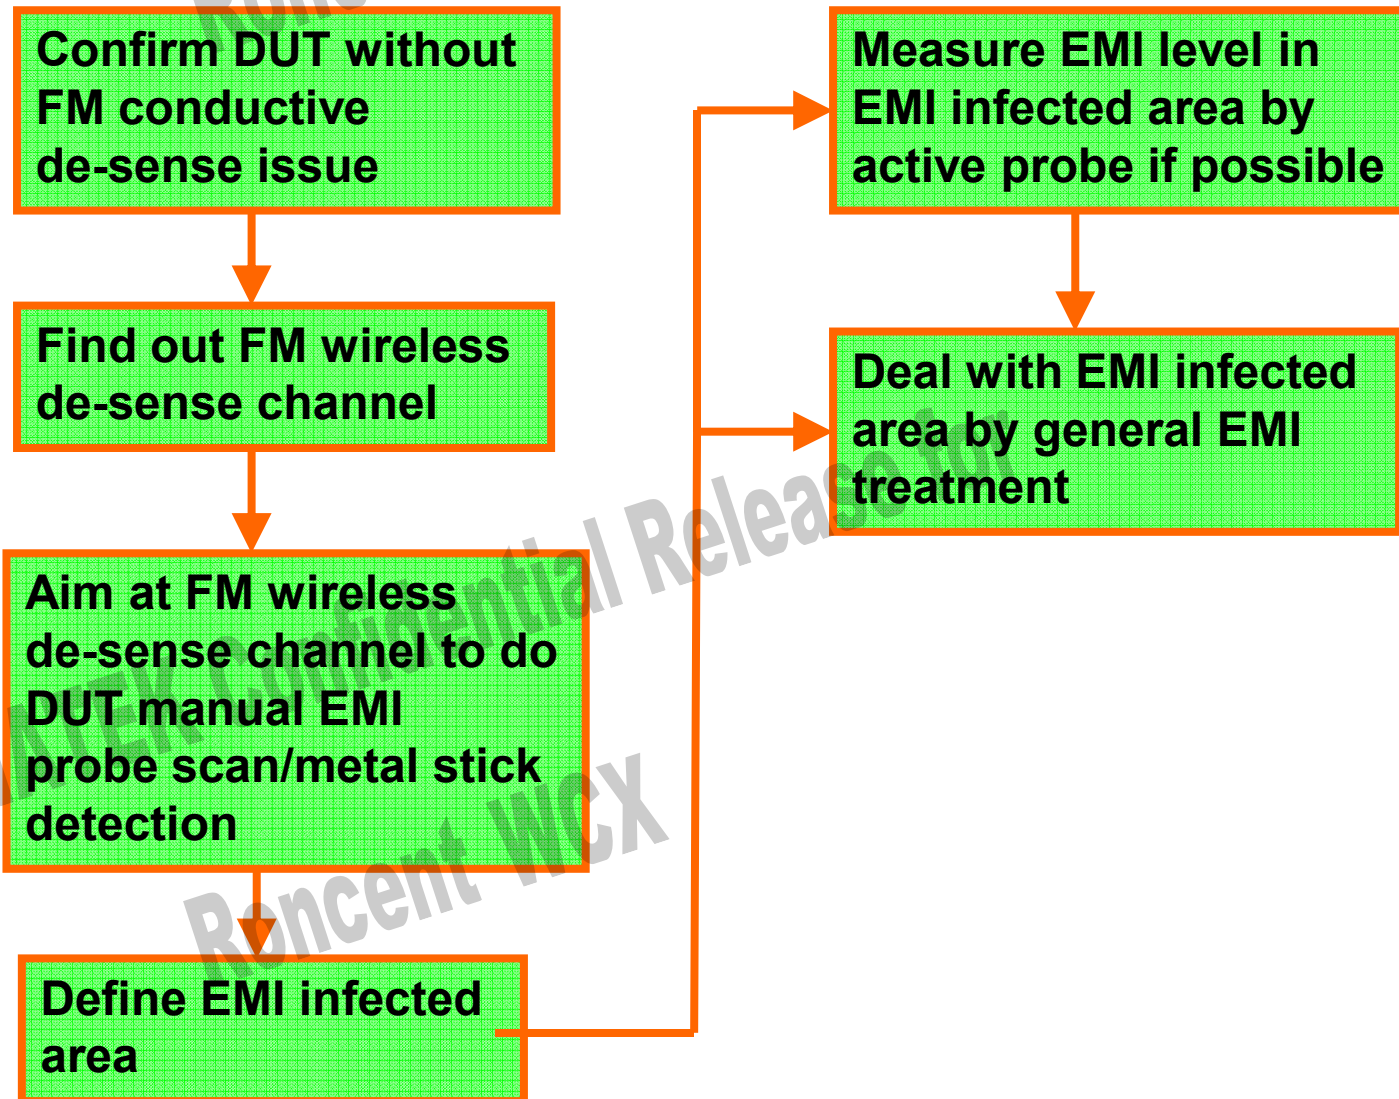 Confirm DUT without
FM conductive
de-sense issue
Find out FM wireless
de-sense channel
Aim at FM wireless
de-sense channel to do
DUT manual EMI
probe scan/metal stick
detection
Define EMI infected
area
Measure EMI level in
EMI infected area by
active probe if possible
Deal with EMI infected
area by general EMI
treatment
Confidential Release for
Roncent WCX